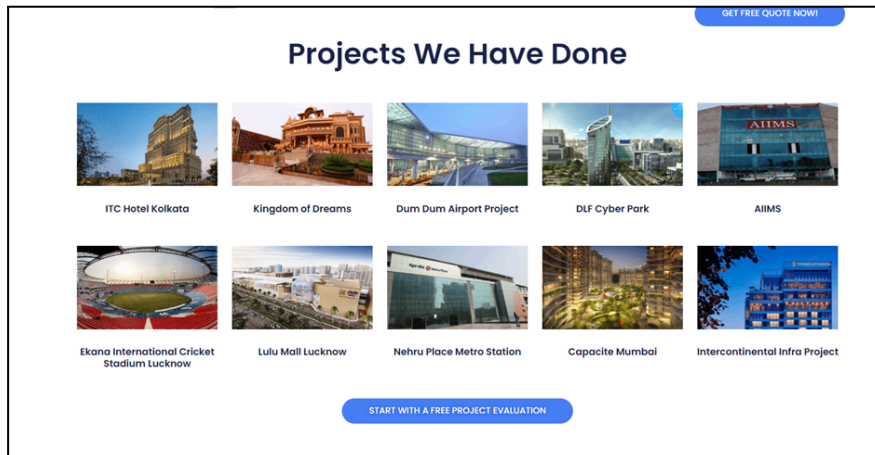 GET FREE QUOTE NOW!
Projects We Have Done
AIIMS
ITC Hotel Kolkata
Kingdom of Dreams
Dum Dum Airport Project
DLF Cyber Park
AIIMS
Ekana International Cricket
Stadium Lucknow
Lulu Mall Lucknow
Nehru Place Metro Station
Capacite Mumbai
Intercontinental Infra Project
START WITH A FREE PROJECT EVALUATION